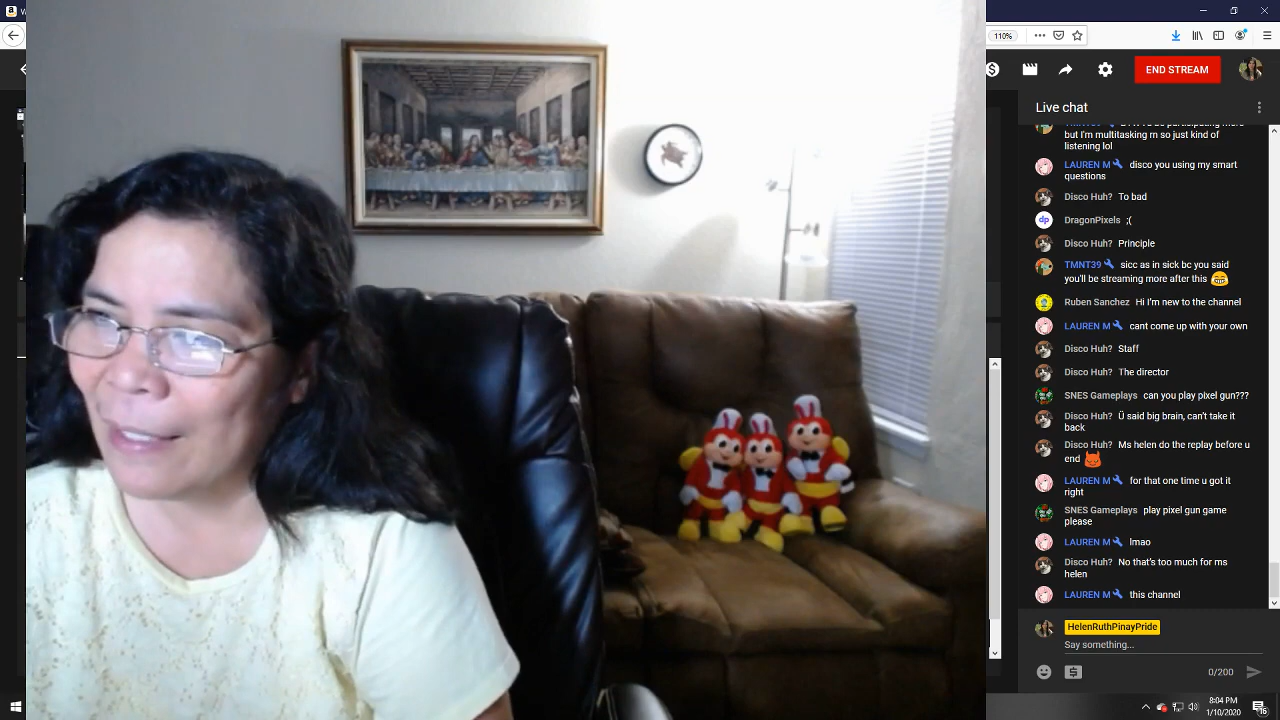 110%
END STREAM
Live chat
but I'm multitasking rn so just kind of
listening lol
LAUREN M disco you using my smart
questions
Disco Huh? To bad
DragonPixels ;(
Disco Huh? Principle
TMNT39 sicc as in sick bc you said
you'll be streaming more after this
Ruben Sanchez Hi I'm new to the channel
LAUREN M cant come up with your own
Disco Huh? Staff
Disco Huh? The director
SNES Gameplays can you play pixel gun???
Disco Huh? Ü said big brain, can't take it
back
Disco Huh? Ms helen do the replay before u
end
LAUREN M for that one time u got it
right
SNES Gameplays play pixel gun game
please
LAUREN M lmao
Disco Huh? No that's too much for ms
helen
LAUREN M this channel
HelenRuthPinayPride
Say something...
0/200
8:04 PM
1/10/2020